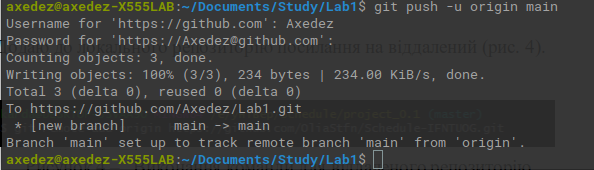 axedez@axedez-X555LAB:~/Documents/Study/Lab1$ git push -u origin main
Username for 'https://github.com': Axedez
Password for 'https://Axedez@github.com':
Counting objects: 3, done.
Writing objects: 100% (3/3), 234 bytes | 234.00 KiB/s, done.
Total 3 (delta 0), reused 0 (delta 0)
To https://github.com/Axedez/Lab1.git
 * [new branch]      main -> main
Branch 'main' set up to track remote branch 'main' from 'origin'.
axedez@axedez-X555LAB:~/Documents/Study/Lab1$